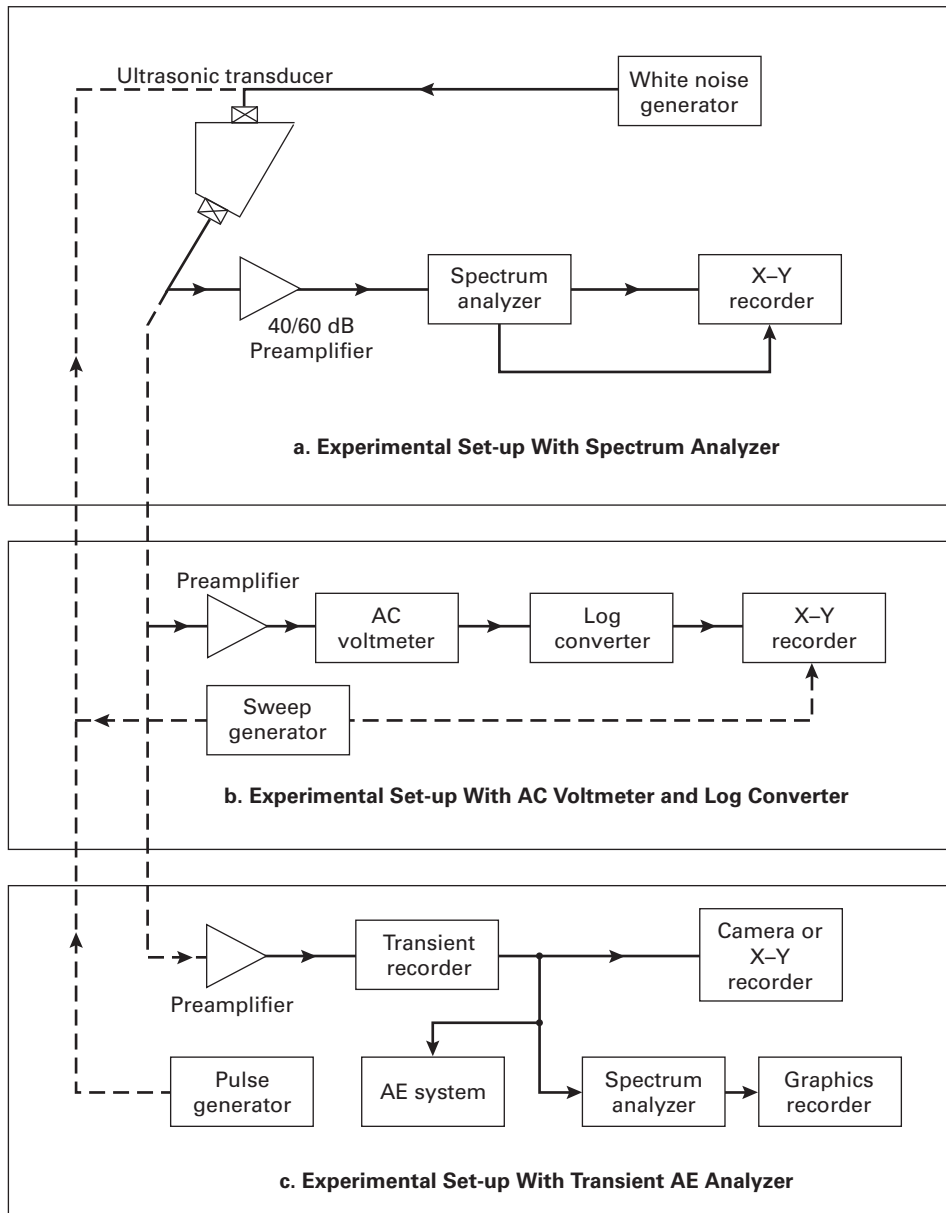 Ultrasonic transducer
White noise
generator
40/60 dB
Preamplifier
Spectrum
analyzer
X–Y
recorder
a. Experimental Set-up With Spectrum Analyzer
Preamplifier
AC
voltmeter
Log
converter
X–Y
recorder
Sweep
generator
b. Experimental Set-up With AC Voltmeter and Log Converter
Preamplifier
Transient
recorder
Camera or
X–Y
recorder
Pulse
generator
AE system
Spectrum
analyzer
Graphics
recorder
c. Experimental Set-up With Transient AE Analyzer